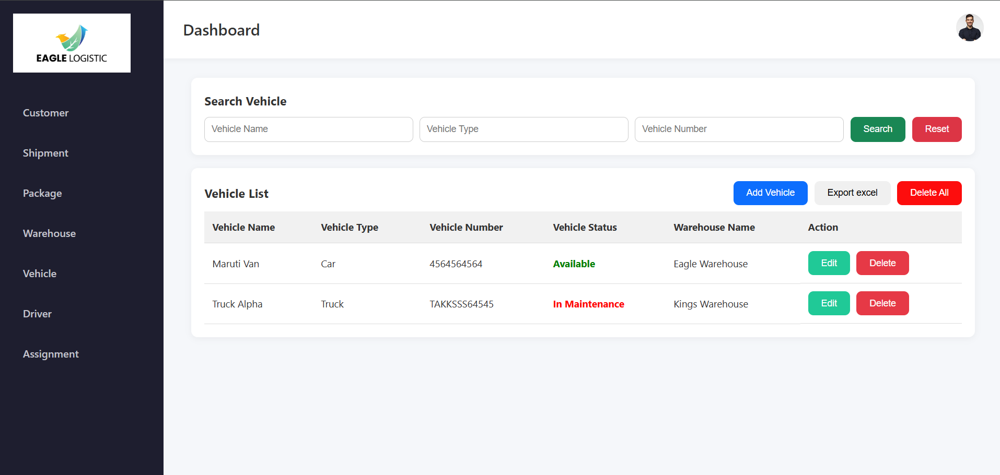 EAGLE LOGISTIC
Customer
Shipment
Package
Warehouse
Vehicle
Driver
Assignment
Dashboard
Search Vehicle
Vehicle Name Vehicle Type Vehicle Number Search Reset
Vehicle List Add Vehicle Export excel Delete All
Vehicle Name Vehicle Type Vehicle Number Vehicle Status Warehouse Name Action
Maruti Van Car 4564564564 Available Eagle Warehouse Edit Delete
Truck Alpha Truck TAKKSSS64545 In Maintenance Kings Warehouse Edit Delete